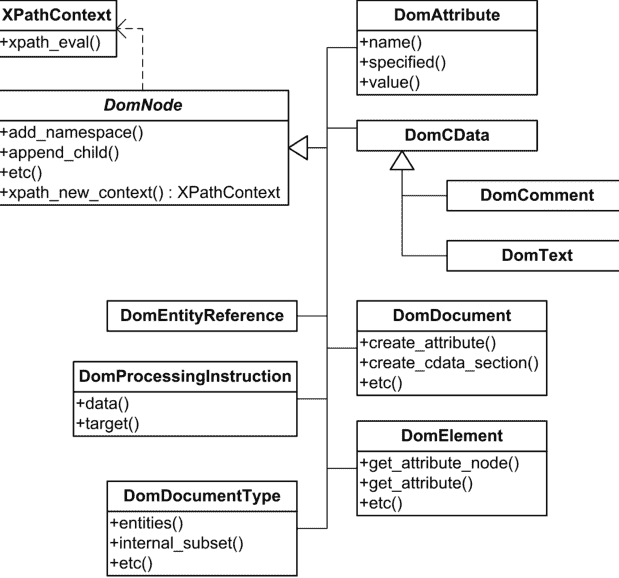 XPathContext
+xpath_eval()
DomNode
+add_namespace()
+append_child()
+etc()
+xpath_new_context() : XPathContext
DomAttribute
+name()
+specified()
+value()
DomCData
DomComment
DomText
DomEntityReference
DomDocument
+create_attribute()
+create_cdata_section()
+etc()
DomProcessingInstruction
+data()
+target()
DomElement
+get_attribute_node()
+get_attribute()
+etc()
DomDocumentType
+entities()
+internal_subset()
+etc()